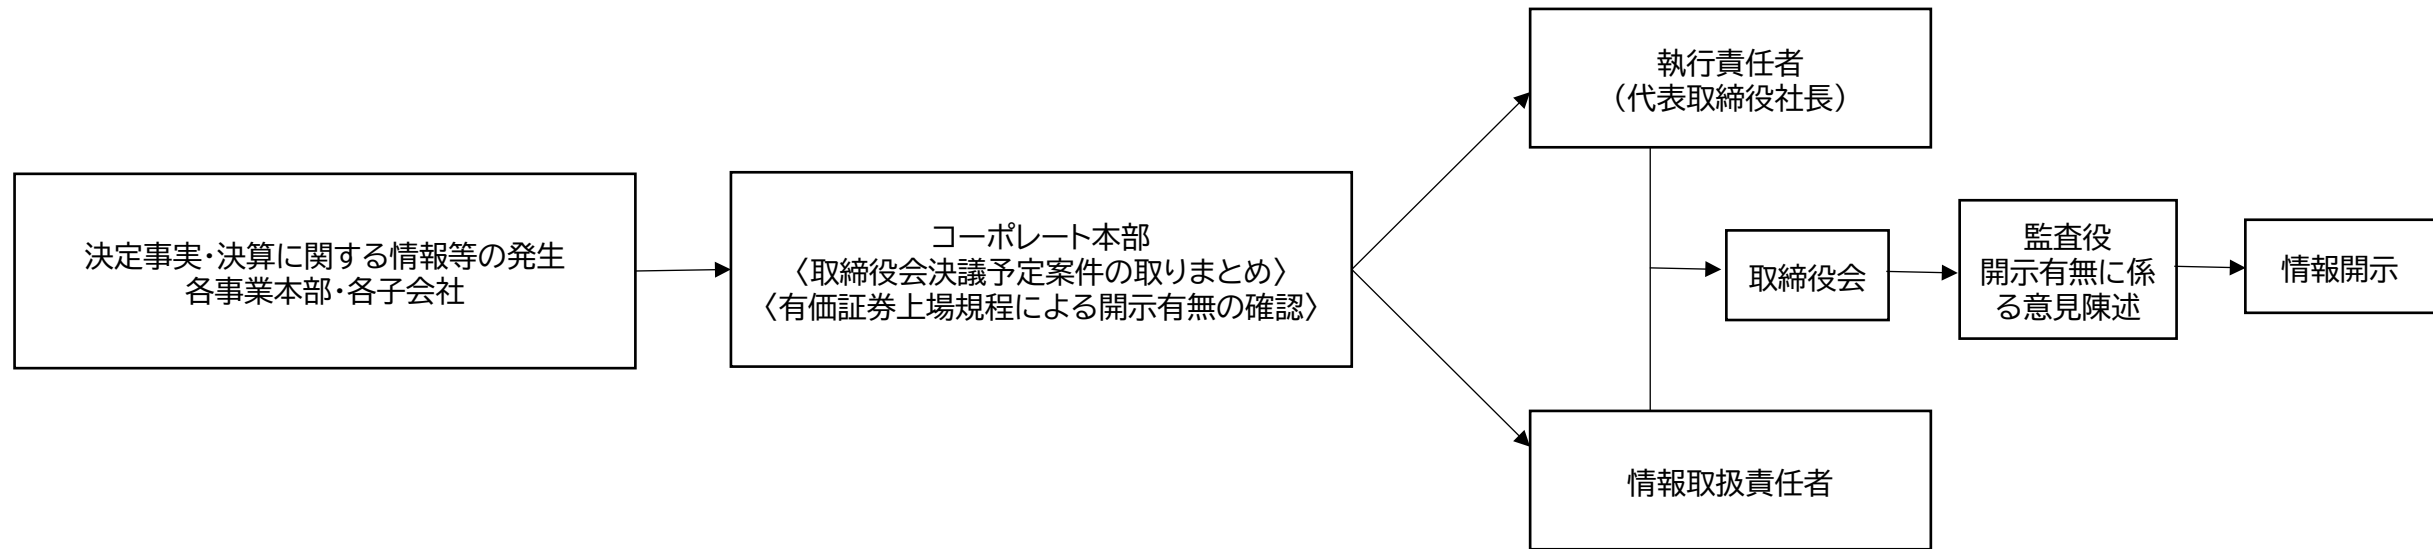 決定事実・決算に関する情報等の発生
各事業本部・各子会社
コーポレート本部
〈取締役会決議予定案件の取りまとめ〉
〈有価証券上場規程による開示有無の確認〉
執行責任者
（代表取締役社長）
情報取扱責任者
取締役会
監査役
開示有無に係
る意見陳述
情報開示